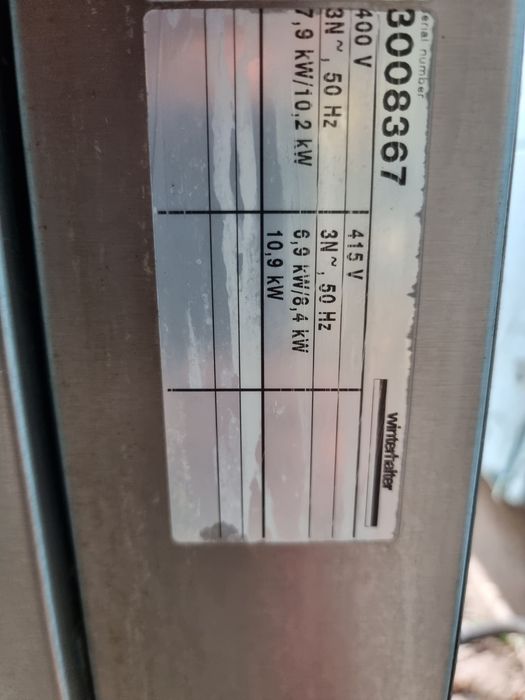 erial number
3008367
winterhalter
400 V 415 V
3N ~, 50 Hz 3N ~, 50 Hz
7,9 kW/10,2 kW 6,9 kW/8,4 kW
10,9 kW